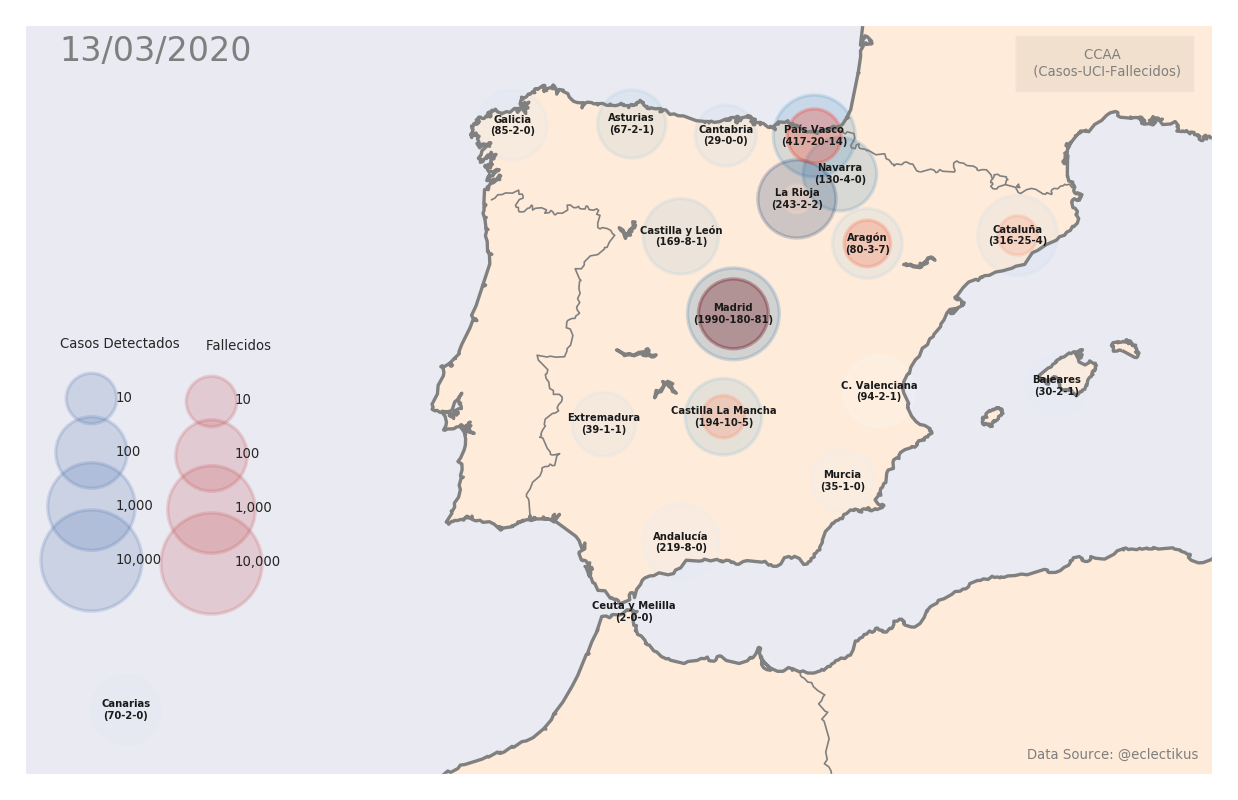 13/03/2020
CCAA
(Casos-UCI-Fallecidos)
Galicia
(85-2-0)
Asturias
(67-2-1)
Cantabria
(29-0-0)
País Vasco
(417-20-14)
Navarra
(130-4-0)
La Rioja
(243-2-2)
Castilla y León
(169-8-1)
Aragón
(80-3-7)
Cataluña
(316-25-4)
Madrid
(1990-180-81)
Casos Detectados
Fallecidos
10
100
1,000
10,000
10
100
1,000
10,000
C. Valenciana
(94-2-1)
Baleares
(30-2-1)
Extremadura
(39-1-1)
Castilla La Mancha
(194-10-5)
Murcia
(35-1-0)
Andalucía
(219-8-0)
Ceuta y Melilla
(2-0-0)
Canarias
(70-2-0)
Data Source: @eclectikus